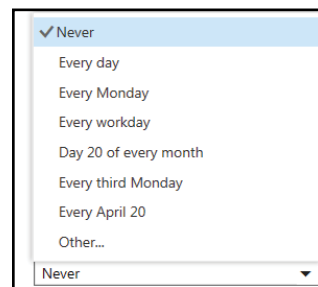 Never
Every day
Every Monday
Every workday
Day 20 of every month
Every third Monday
Every April 20
Other...
Never